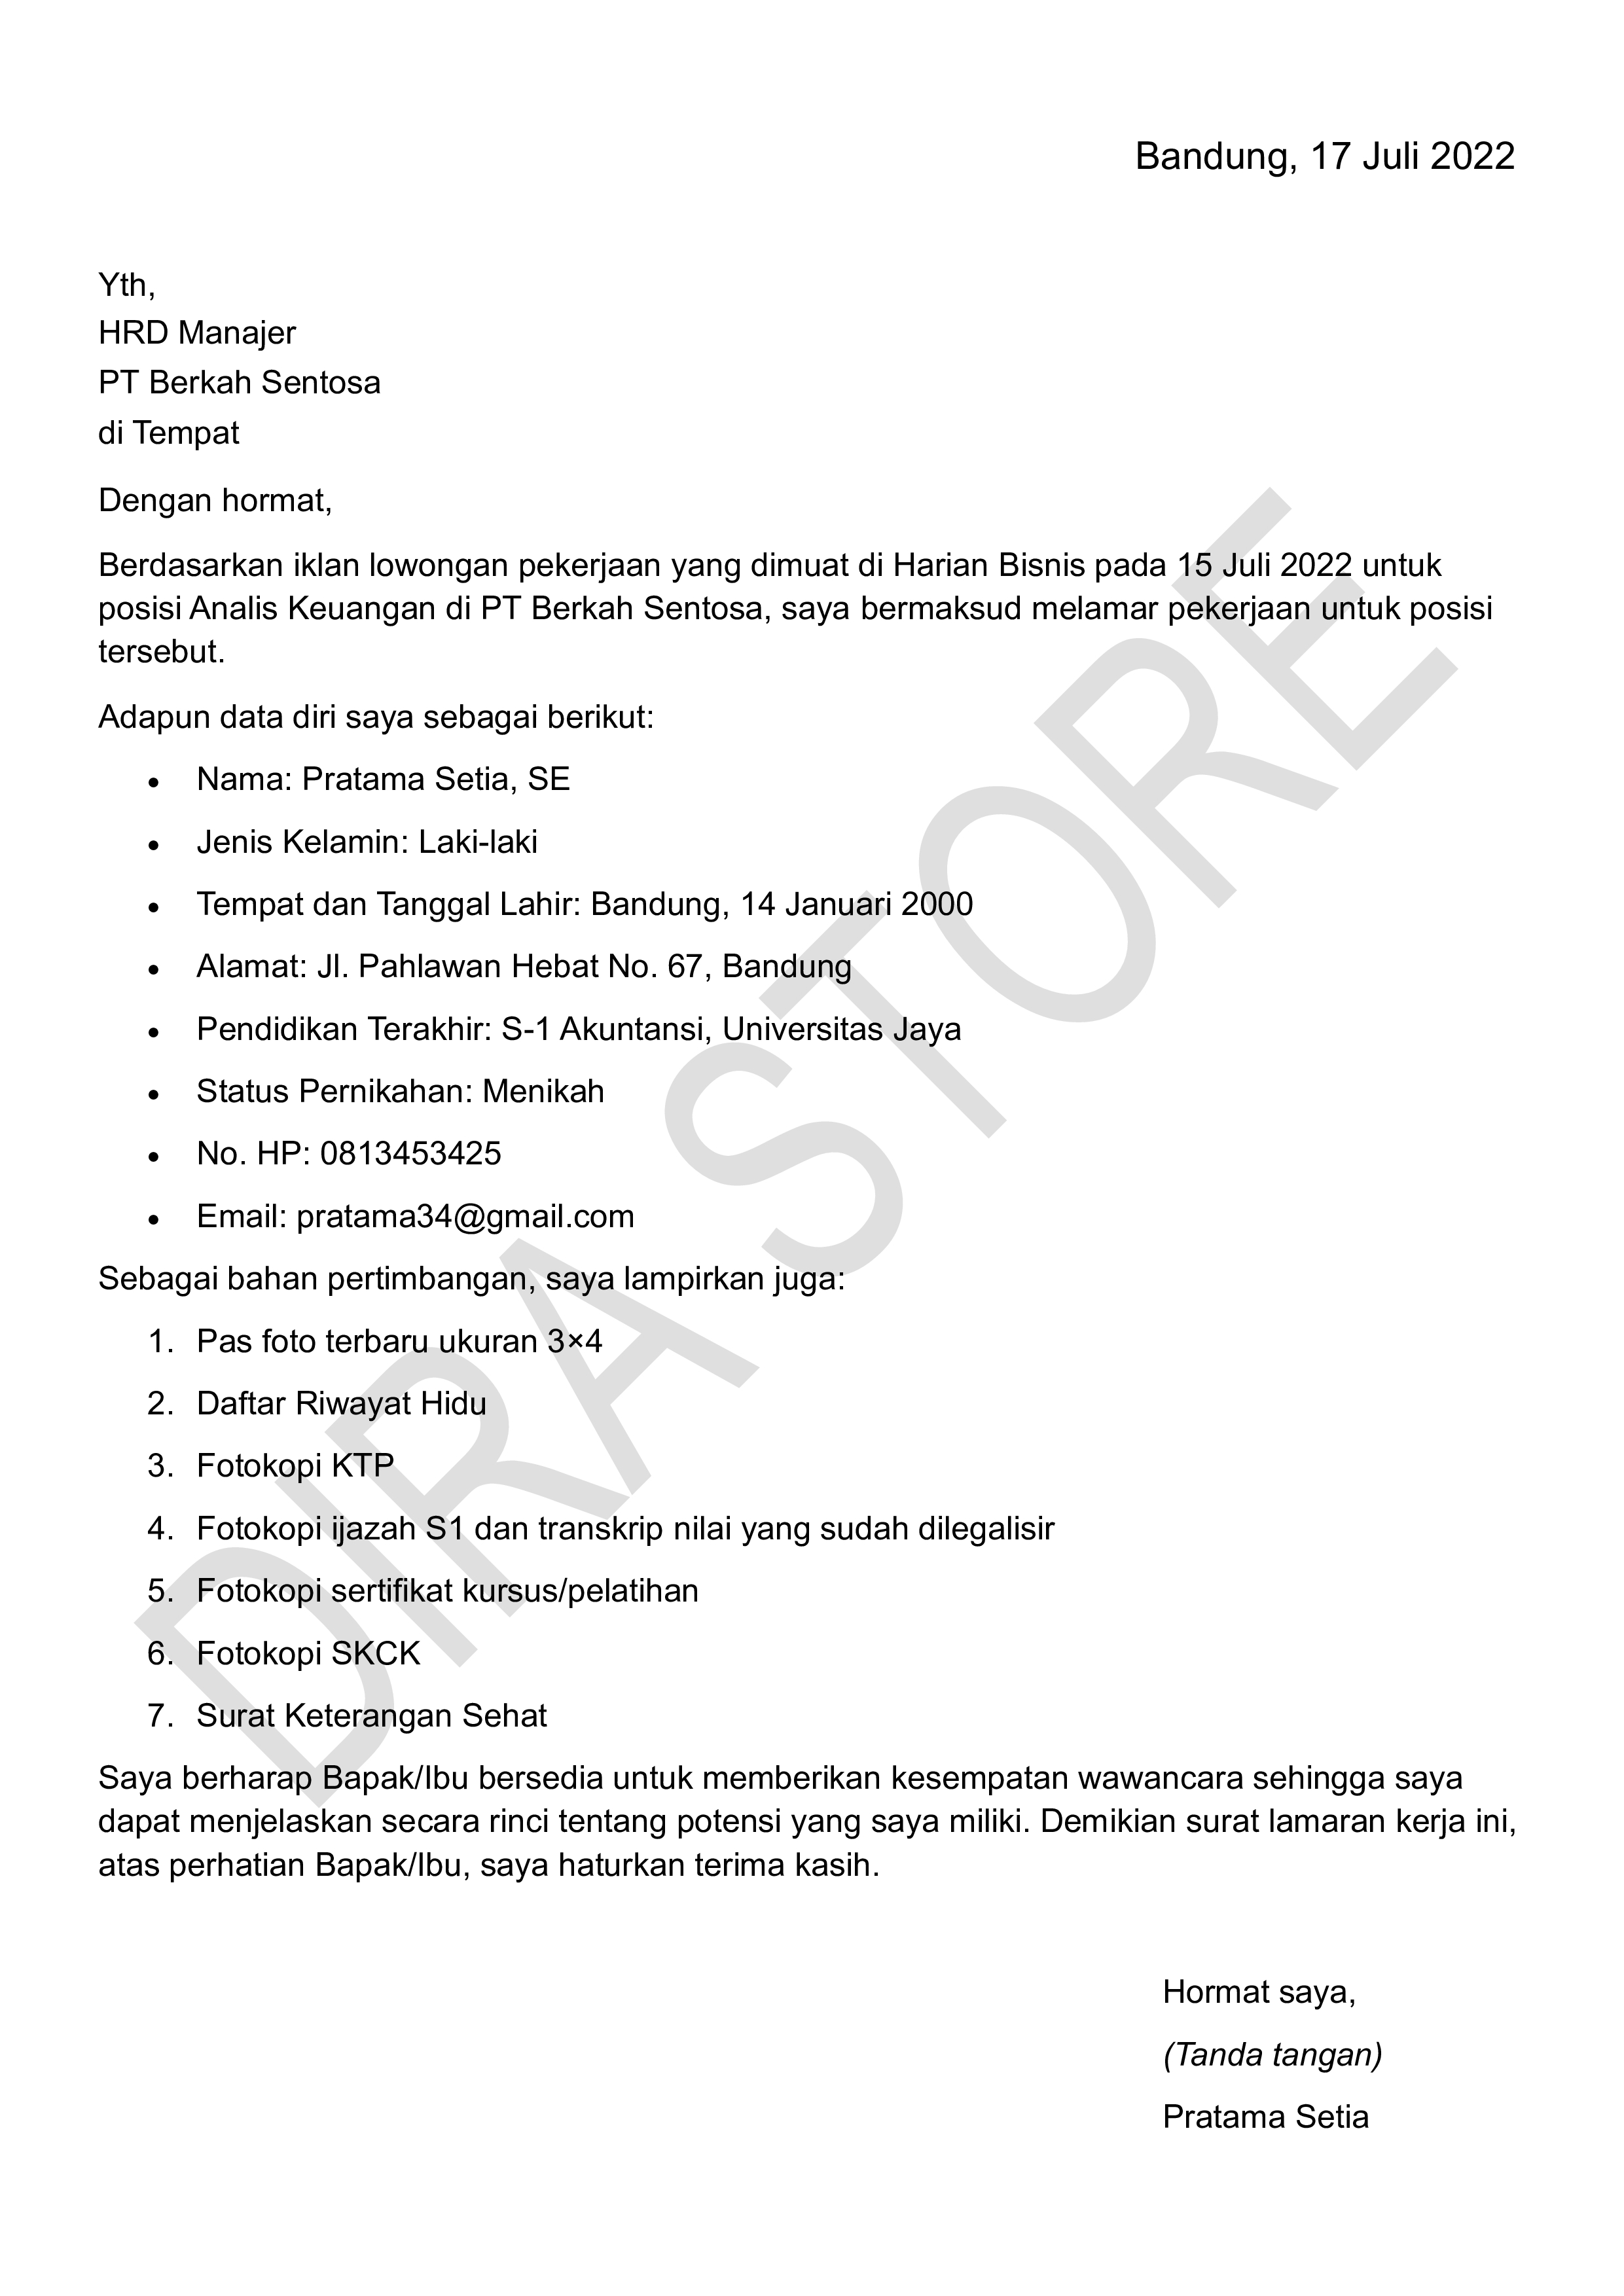 Bandung, 17 Juli 2022
Yth,
HRD Manajer
PT Berkah Sentosa
di Tempat
Dengan hormat,
Berdasarkan iklan lowongan pekerjaan yang dimuat di Harian Bisnis pada 15 Juli 2022 untuk
posisi Analis Keuangan di PT Berkah Sentosa, saya bermaksud melamar pekerjaan untuk posisi
tersebut.
Adapun data diri saya sebagai berikut:
• Nama: Pratama Setia, SE
• Jenis Kelamin: Laki-laki
• Tempat dan Tanggal Lahir: Bandung, 14 Januari 2000
• Alamat: Jl. Pahlawan Hebat No. 67, Bandung
• Pendidikan Terakhir: S-1 Akuntansi, Universitas Jaya
• Status Pernikahan: Menikah
• No. HP: 0813453425
• Email: pratama34@gmail.com
Sebagai bahan pertimbangan, saya lampirkan juga:
1. Pas foto terbaru ukuran 3×4
2. Daftar Riwayat Hidu
3. Fotokopi KTP
4. Fotokopi ijazah S1 dan transkrip nilai yang sudah dilegalisir
5. Fotokopi sertifikat kursus/pelatihan
6. Fotokopi SKCK
7. Surat Keterangan Sehat
Saya berharap Bapak/Ibu bersedia untuk memberikan kesempatan wawancara sehingga saya
dapat menjelaskan secara rinci tentang potensi yang saya miliki. Demikian surat lamaran kerja ini,
atas perhatian Bapak/Ibu, saya haturkan terima kasih.
Hormat saya,
(Tanda tangan)
Pratama Setia
DIRA STORE